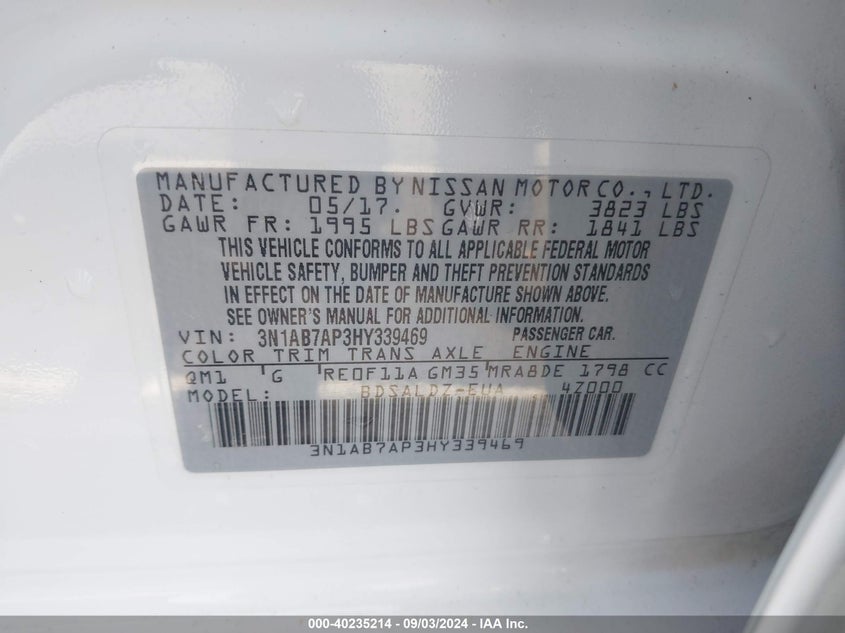 MANUFACTURED BY NISSAN MOTOR CO., LTD.
DATE: 05/17. GVWR: 3823 LBS
GAWR FR: 1995 LBS GAWR RR: 1841 LBS
THIS VEHICLE CONFORMS TO ALL APPLICABLE FEDERAL MOTOR
VEHICLE SAFETY, BUMPER AND THEFT PREVENTION STANDARDS
IN EFFECT ON THE DATE OF MANUFACTURE SHOWN ABOVE.
SEE OWNER'S MANUAL FOR ADDITIONAL INFORMATION.
VIN: 3N1AB7AP3HY339469 PASSENGER CAR.
COLOR TRIM TRANS AXLE ENGINE
QM1 G RE0F11A GM35 MRA8DE 1798 CC
MODEL: BDSALDZ-EUA 4Z000
3N1AB7AP3HY339469
000-40235214 - 09/03/2024 - IAA Inc.